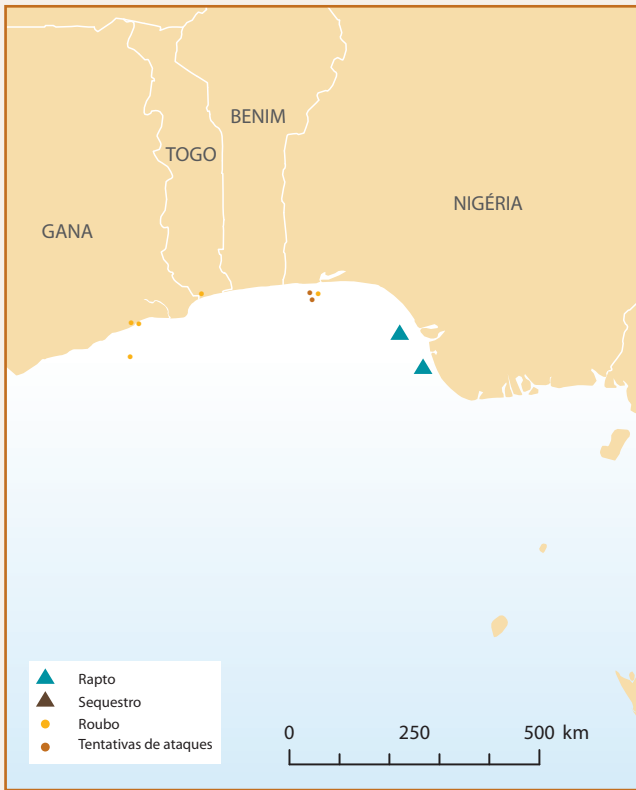 BENIM
TOGO
NIGÉRIA
GANA
Rapto
Sequestro
Roubo
Tentativas de ataques
0 250 500 km